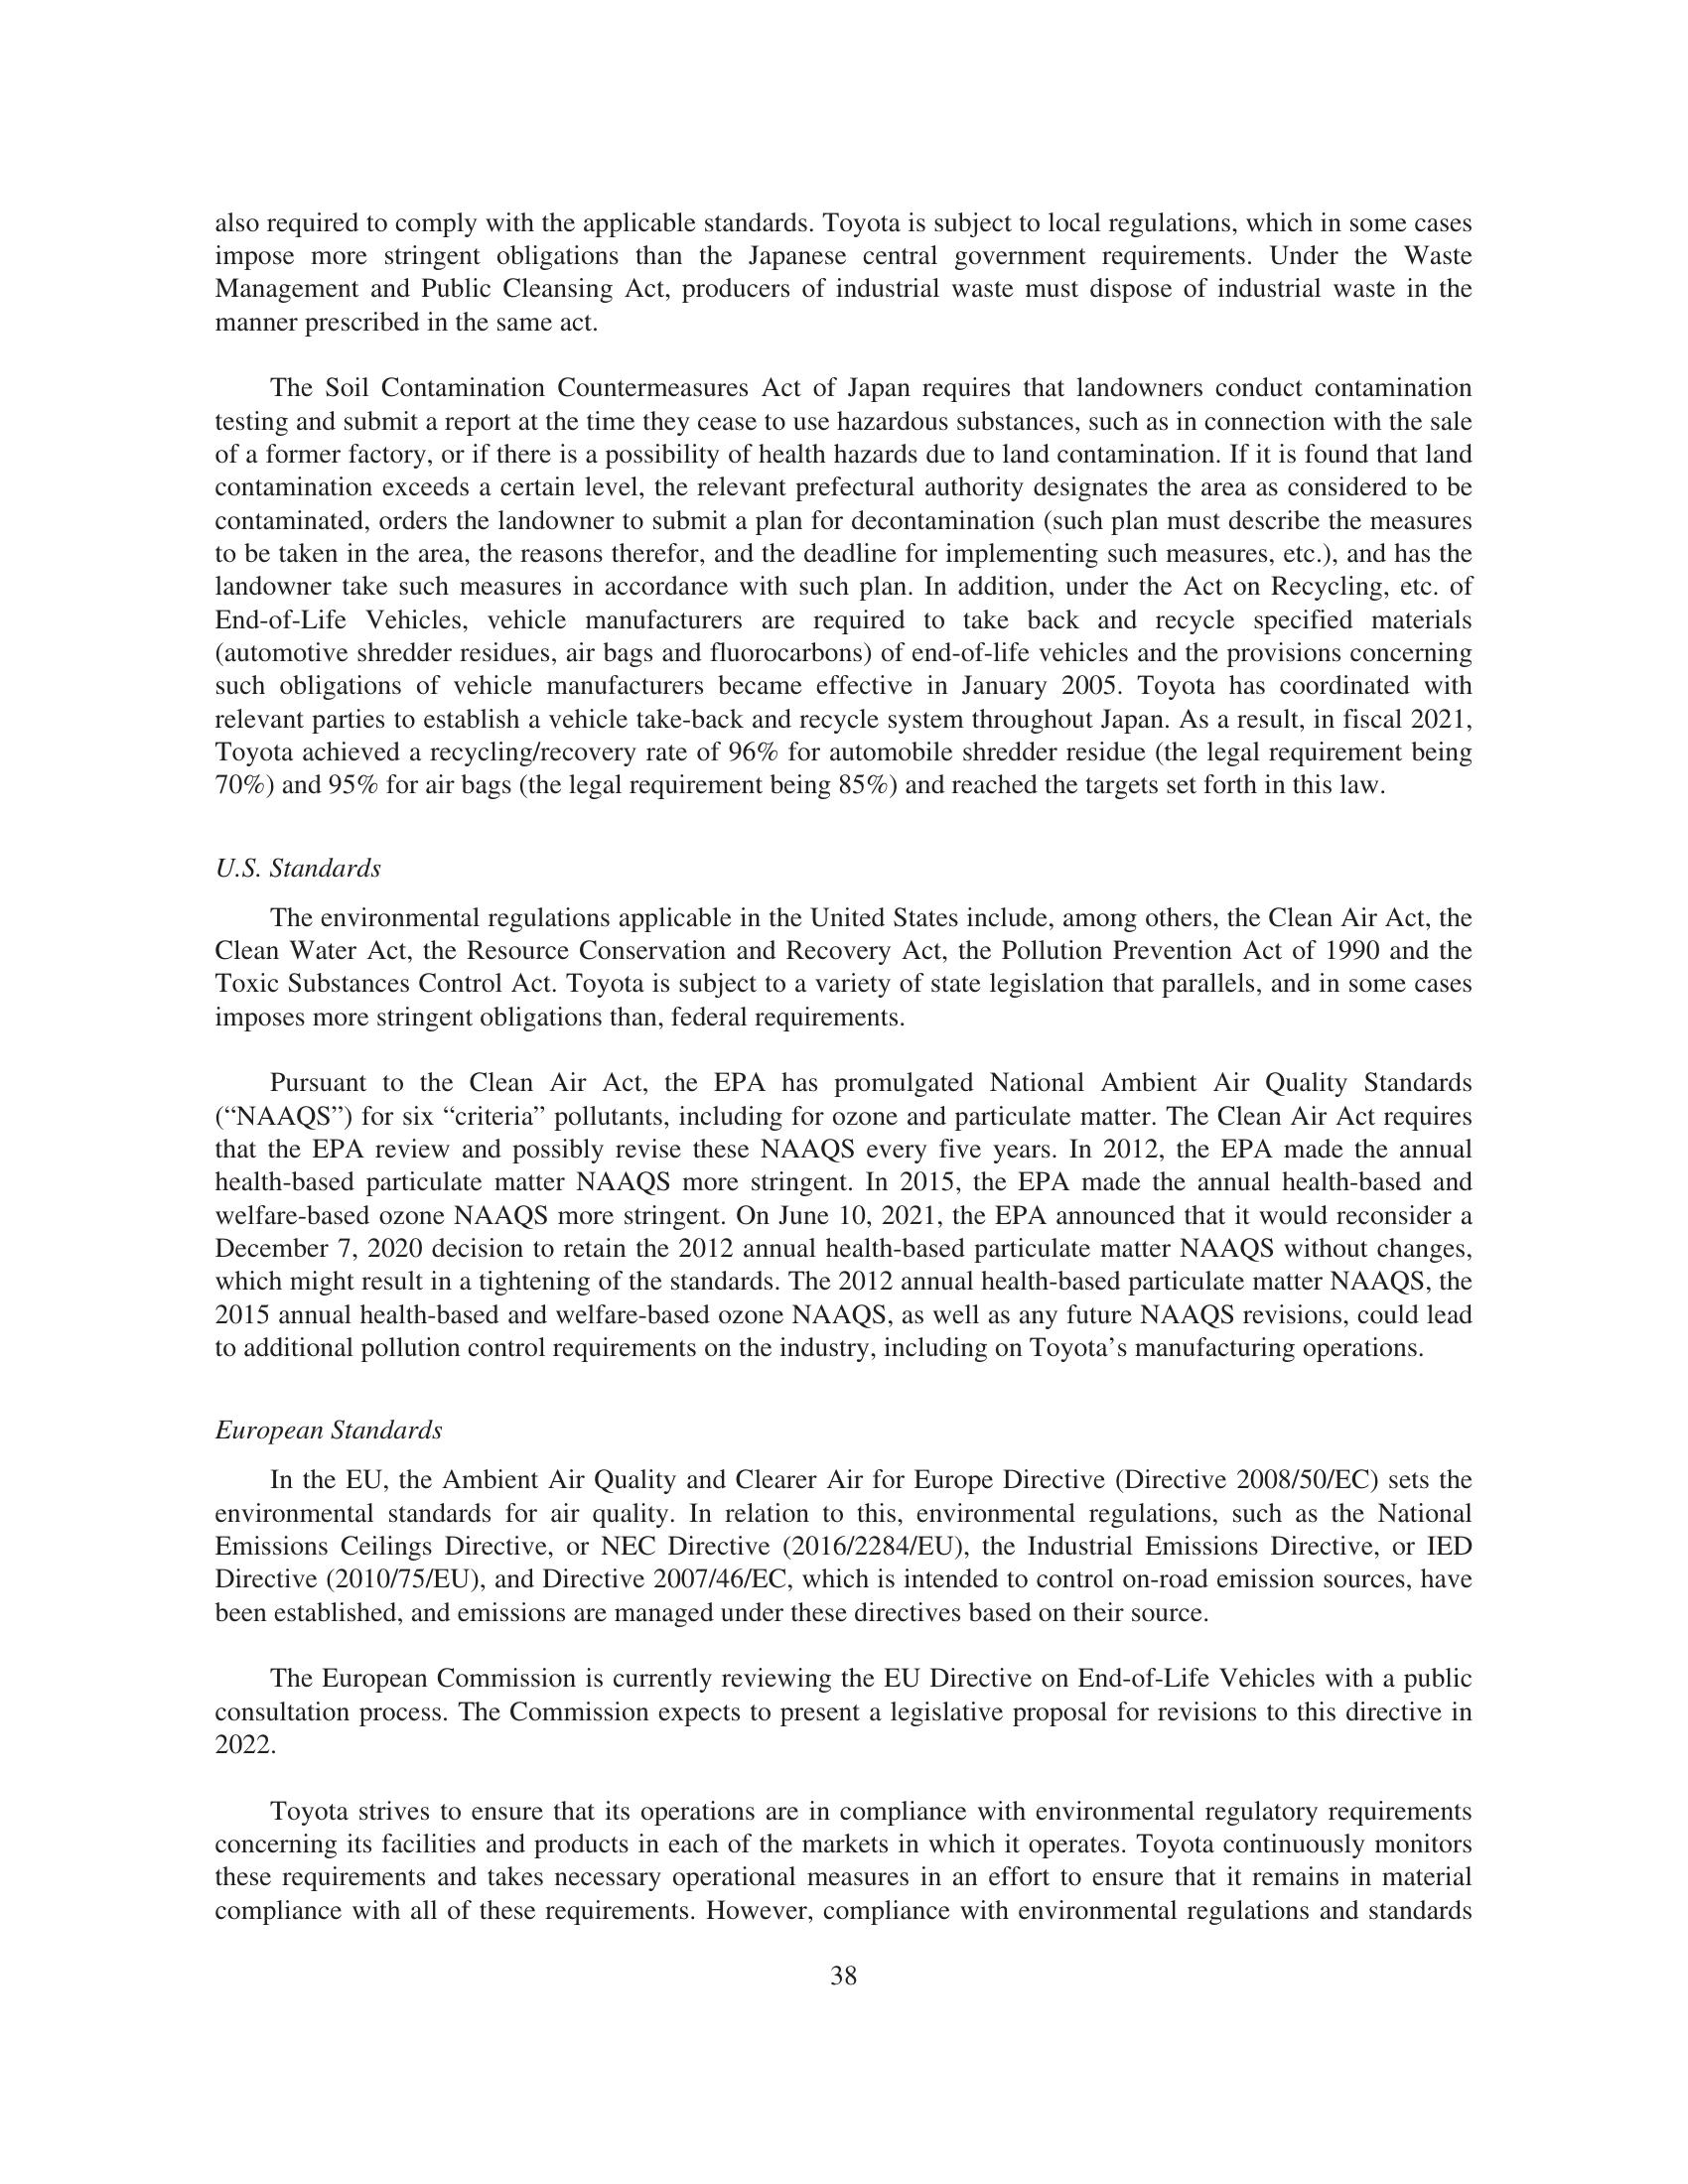 also required to comply with the applicable standards. Toyota is subject to local regulations, which in some cases
impose more stringent obligations than the Japanese central government requirements. Under the Waste
Management and Public Cleansing Act, producers of industrial waste must dispose of industrial waste in the
manner prescribed in the same act.
The Soil Contamination Countermeasures Act of Japan requires that landowners conduct contamination
testing and submit a report at the time they cease to use hazardous substances, such as in connection with the sale
of a former factory, or if there is a possibility of health hazards due to land contamination. If it is found that land
contamination exceeds a certain level, the relevant prefectural authority designates the area as considered to be
contaminated, orders the landowner to submit a plan for decontamination (such plan must describe the measures
to be taken in the area, the reasons therefor, and the deadline for implementing such measures, etc.), and has the
landowner take such measures in accordance with such plan. In addition, under the Act on Recycling, etc. of
End-of-Life Vehicles, vehicle manufacturers are required to take back and recycle specified materials
(automotive shredder residues, air bags and fluorocarbons) of end-of-life vehicles and the provisions concerning
such obligations of vehicle manufacturers became effective in January 2005. Toyota has coordinated with
relevant parties to establish a vehicle take-back and recycle system throughout Japan. As a result, in fiscal 2021,
Toyota achieved a recycling/recovery rate of 96% for automobile shredder residue (the legal requirement being
70%) and 95% for air bags (the legal requirement being 85%) and reached the targets set forth in this law.
U.S. Standards
The environmental regulations applicable in the United States include, among others, the Clean Air Act, the
Clean Water Act, the Resource Conservation and Recovery Act, the Pollution Prevention Act of 1990 and the
Toxic Substances Control Act. Toyota is subject to a variety of state legislation that parallels, and in some cases
imposes more stringent obligations than, federal requirements.
Pursuant to the Clean Air Act, the EPA has promulgated National Ambient Air Quality Standards
(“NAAQS”) for six “criteria” pollutants, including for ozone and particulate matter. The Clean Air Act requires
that the EPA review and possibly revise these NAAQS every five years. In 2012, the EPA made the annual
health-based particulate matter NAAQS more stringent. In 2015, the EPA made the annual health-based and
welfare-based ozone NAAQS more stringent. On June 10, 2021, the EPA announced that it would reconsider a
December 7, 2020 decision to retain the 2012 annual health-based particulate matter NAAQS without changes,
which might result in a tightening of the standards. The 2012 annual health-based particulate matter NAAQS, the
2015 annual health-based and welfare-based ozone NAAQS, as well as any future NAAQS revisions, could lead
to additional pollution control requirements on the industry, including on Toyota’s manufacturing operations.
European Standards
In the EU, the Ambient Air Quality and Clearer Air for Europe Directive (Directive 2008/50/EC) sets the
environmental standards for air quality. In relation to this, environmental regulations, such as the National
Emissions Ceilings Directive, or NEC Directive (2016/2284/EU), the Industrial Emissions Directive, or IED
Directive (2010/75/EU), and Directive 2007/46/EC, which is intended to control on-road emission sources, have
been established, and emissions are managed under these directives based on their source.
The European Commission is currently reviewing the EU Directive on End-of-Life Vehicles with a public
consultation process. The Commission expects to present a legislative proposal for revisions to this directive in
2022.
Toyota strives to ensure that its operations are in compliance with environmental regulatory requirements
concerning its facilities and products in each of the markets in which it operates. Toyota continuously monitors
these requirements and takes necessary operational measures in an effort to ensure that it remains in material
compliance with all of these requirements. However, compliance with environmental regulations and standards
38